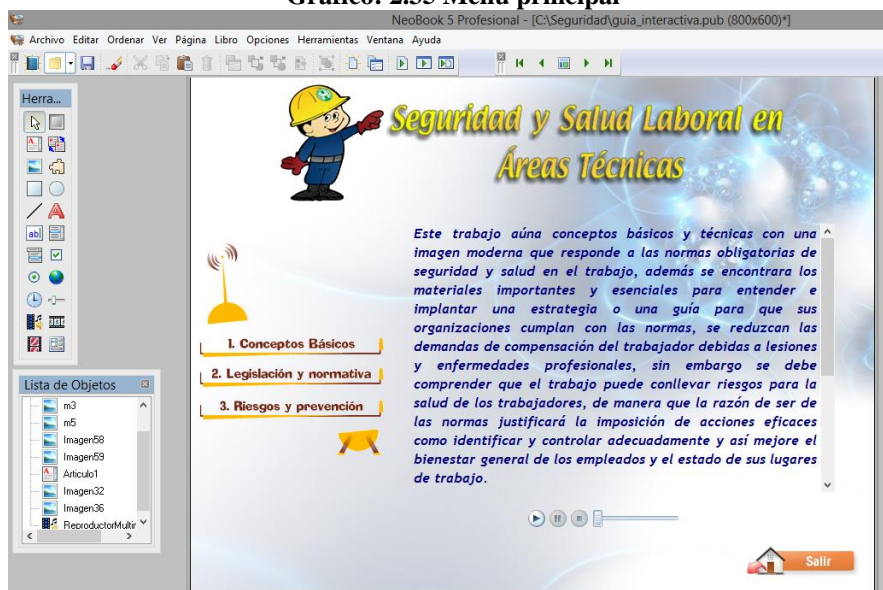 Gráfico: 2.35 Menú principal
NeoBook 5 Profesional - [C:\Seguridad\guia_interactiva.pub (800x600)*]
Archivo Editar Ordenar Ver Página Libro Opciones Herramientas Ventana Ayuda
Herra...
Seguridad y Salud Laboral en
Áreas Técnicas
Este trabajo aúna conceptos básicos y técnicas con una
imagen moderna que responde a las normas obligatorias de
seguridad y salud en el trabajo, además se encontrara los
materiales importantes y esenciales para entender e
implantar una estrategia o una guía para que sus
organizaciones cumplan con las normas, se reduzcan las
demandas de compensación del trabajador debidas a lesiones
y enfermedades profesionales, sin embargo se debe
comprender que el trabajo puede conllevar riesgos para la
salud de los trabajadores, de manera que la razón de ser de
las normas justificará la imposición de acciones eficaces
como identificar y controlar adecuadamente y así mejore el
bienestar general de los empleados y el estado de sus lugares
de trabajo.
1. Conceptos Básicos
2. Legislación y normativa
3. Riesgos y prevención
Lista de Objetos
m3
m5
Imagen58
Imagen59
Articulo1
Imagen32
Imagen36
ReproductorMultir
Salir